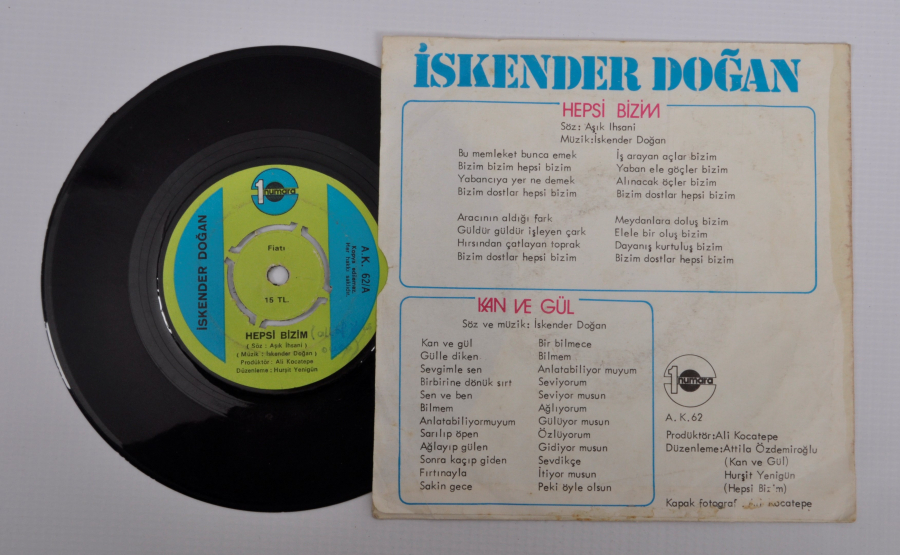 İSKENDER DOĞAN
HEPSİ BİZİM
Söz: Aşık İhsani
Müzik:İskender Doğan
Bu memleket bunca emek
Bizim bizim hepsi bizim
Yabancıya yer ne demek
Bizim dostlar hepsi bizim
Aracının aldığı fark
Güldür güldür işleyen çark
Hırsından çatlayan toprak
Bizim dostlar hepsi bizim
İş arayan açlar bizim
Yaban ele göçler bizim
Alınacak öçler bizim
Bizim dostlar hepsi bizim
Meydanlara doluş bizim
Elele bir oluş bizim
Dayanış kurtuluş bizim
Bizim dostlar hepsi bizim
KAN VE GÜL
Söz ve müzik: İskender Doğan
Kan ve gül
Gülle diken
Sevgimle sen
Birbirine dönük sırt
Sen ve ben
Bilmem
Anlatabiliyormuyum
Sarılıp öpen
Ağlayıp gülen
Sonra kaçıp giden
Fırtınayla
Sakin gece
Bir bilmece
Bilmem
Anlatabiliyor muyum
Seviyorum
Seviyor musun
Ağlıyorum
Gülüyor musun
Özlüyorum
Gidiyor musun
Sevdikçe
İtiyor musun
Peki öyle olsun
1 numara
A.K.62
Prodüktör:Ali Kocatepe
Düzenleme:Attila Özdemiroğlu
(Kan ve Gül)
Hurşit Yenigün
(Hepsi Bizim)
Kapak fotograf Kocatepe
1 numara
İSKENDER DOĞAN
Fiatı
15 TL.
A.K. 62/A
Kopya edilemez.
Her hakkı saklıdır.
HEPSİ BİZİM
( Söz : Aşık İhsani )
( Müzik : İskender Doğan )
Prodüktör : Ali Kocatepe
Düzenleme : Hurşit Yenigün